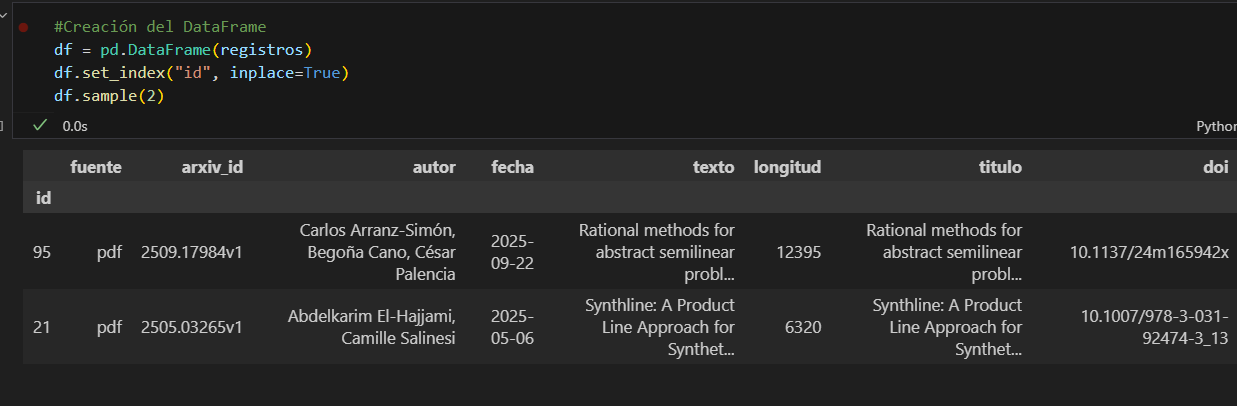 #Creación del DataFrame
df = pd.DataFrame(registros)
df.set_index("id", inplace=True)
df.sample(2)
0.0s
fuente arxiv_id autor fecha texto longitud titulo doi
id
95 pdf 2509.17984v1 Carlos Arranz-Simón, Begoña Cano, César Palencia 2025-09-22 Rational methods for abstract semilinear probl... 12395 Rational methods for abstract semilinear probl... 10.1137/24m165942x
21 pdf 2505.03265v1 Abdelkarim El-Hajjami, Camille Salinesi 2025-05-06 Synthline: A Product Line Approach for Synthet... 6320 Synthline: A Product Line Approach for Synthet... 10.1007/978-3-031-92474-3_13